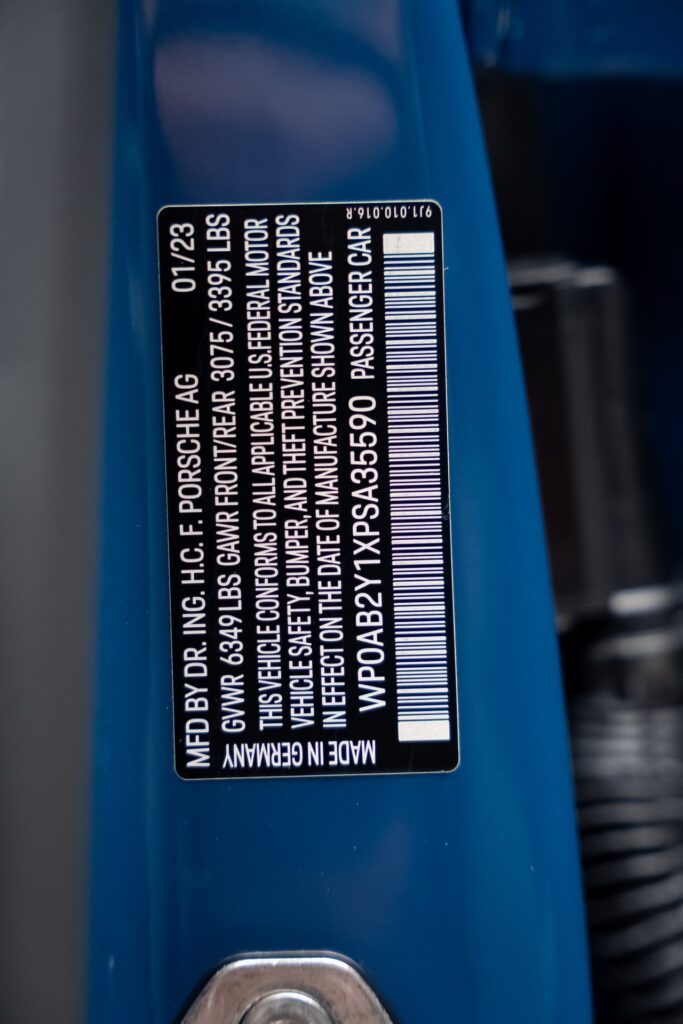 MFD BY DR. ING. H.C. F. PORSCHE AG 01/23
GVWR 6349 LBS GAWR FRONT/REAR 3075 / 3395 LBS
THIS VEHICLE CONFORMS TO ALL APPLICABLE U.S. FEDERAL MOTOR
VEHICLE SAFETY, BUMPER, AND THEFT PREVENTION STANDARDS
IN EFFECT ON THE DATE OF MANUFACTURE SHOWN ABOVE
WP0AB2Y1XPSA35590 PASSENGER CAR
MADE IN GERMANY
9J1.010.016.R